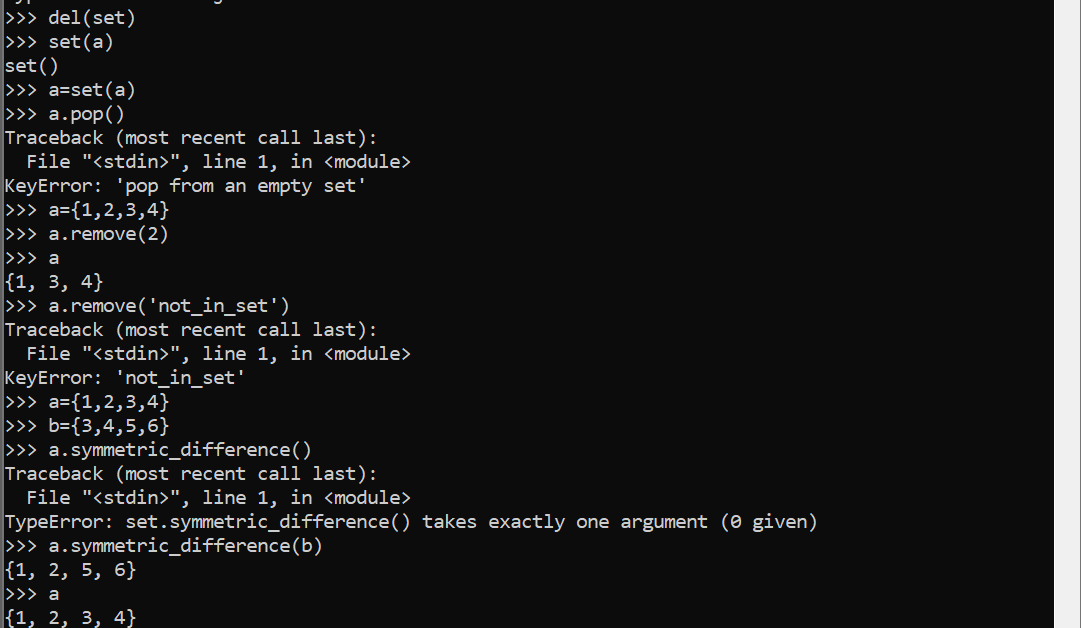 >>> del(set)
>>> set(a)
set()
>>> a=set(a)
>>> a.pop()
Traceback (most recent call last):
  File "<stdin>", line 1, in <module>
KeyError: 'pop from an empty set'
>>> a={1,2,3,4}
>>> a.remove(2)
>>> a
{1, 3, 4}
>>> a.remove('not_in_set')
Traceback (most recent call last):
  File "<stdin>", line 1, in <module>
KeyError: 'not_in_set'
>>> a={1,2,3,4}
>>> b={3,4,5,6}
>>> a.symmetric_difference()
Traceback (most recent call last):
  File "<stdin>", line 1, in <module>
TypeError: set.symmetric_difference() takes exactly one argument (0 given)
>>> a.symmetric_difference(b)
{1, 2, 5, 6}
>>> a
{1, 2, 3, 4}